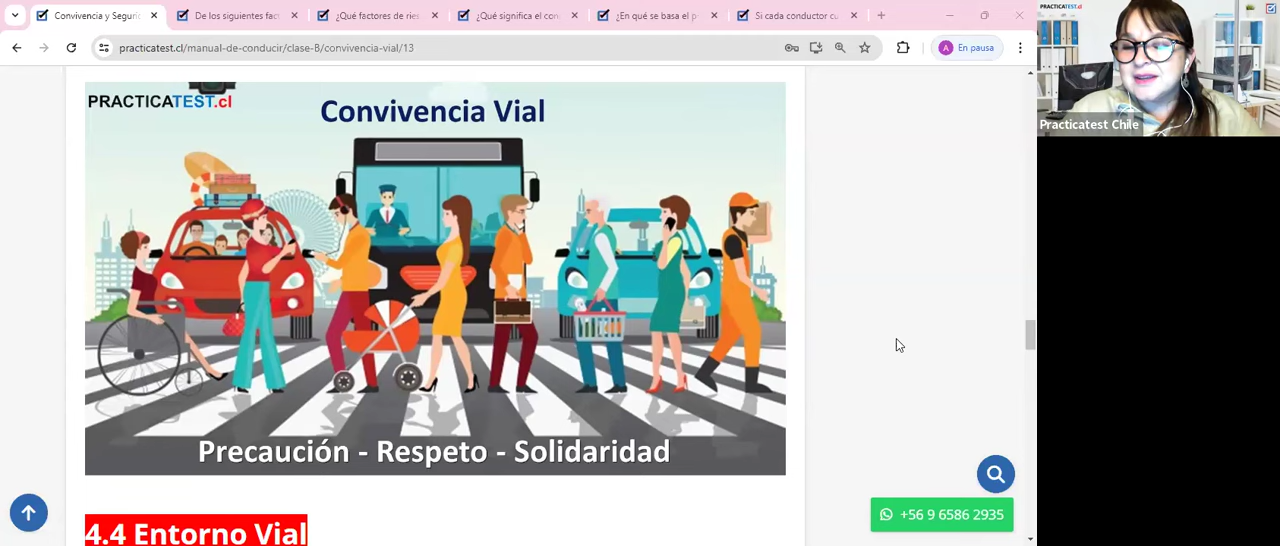 Convivencia y Seguri
De los siguientes fact
¿Qué factores de ries
¿Qué significa el con
¿En qué se basa el p
Si cada conductor cu
practicatest.cl/manual-de-conducir/clase-B/convivencia-vial/13
A En pausa
PRACTICATEST.cl
Practicatest Chile
PRACTICATEST.cl
Convivencia Vial
Precaución - Respeto - Solidaridad
+56 9 6586 2935
4.4 Entorno Vial